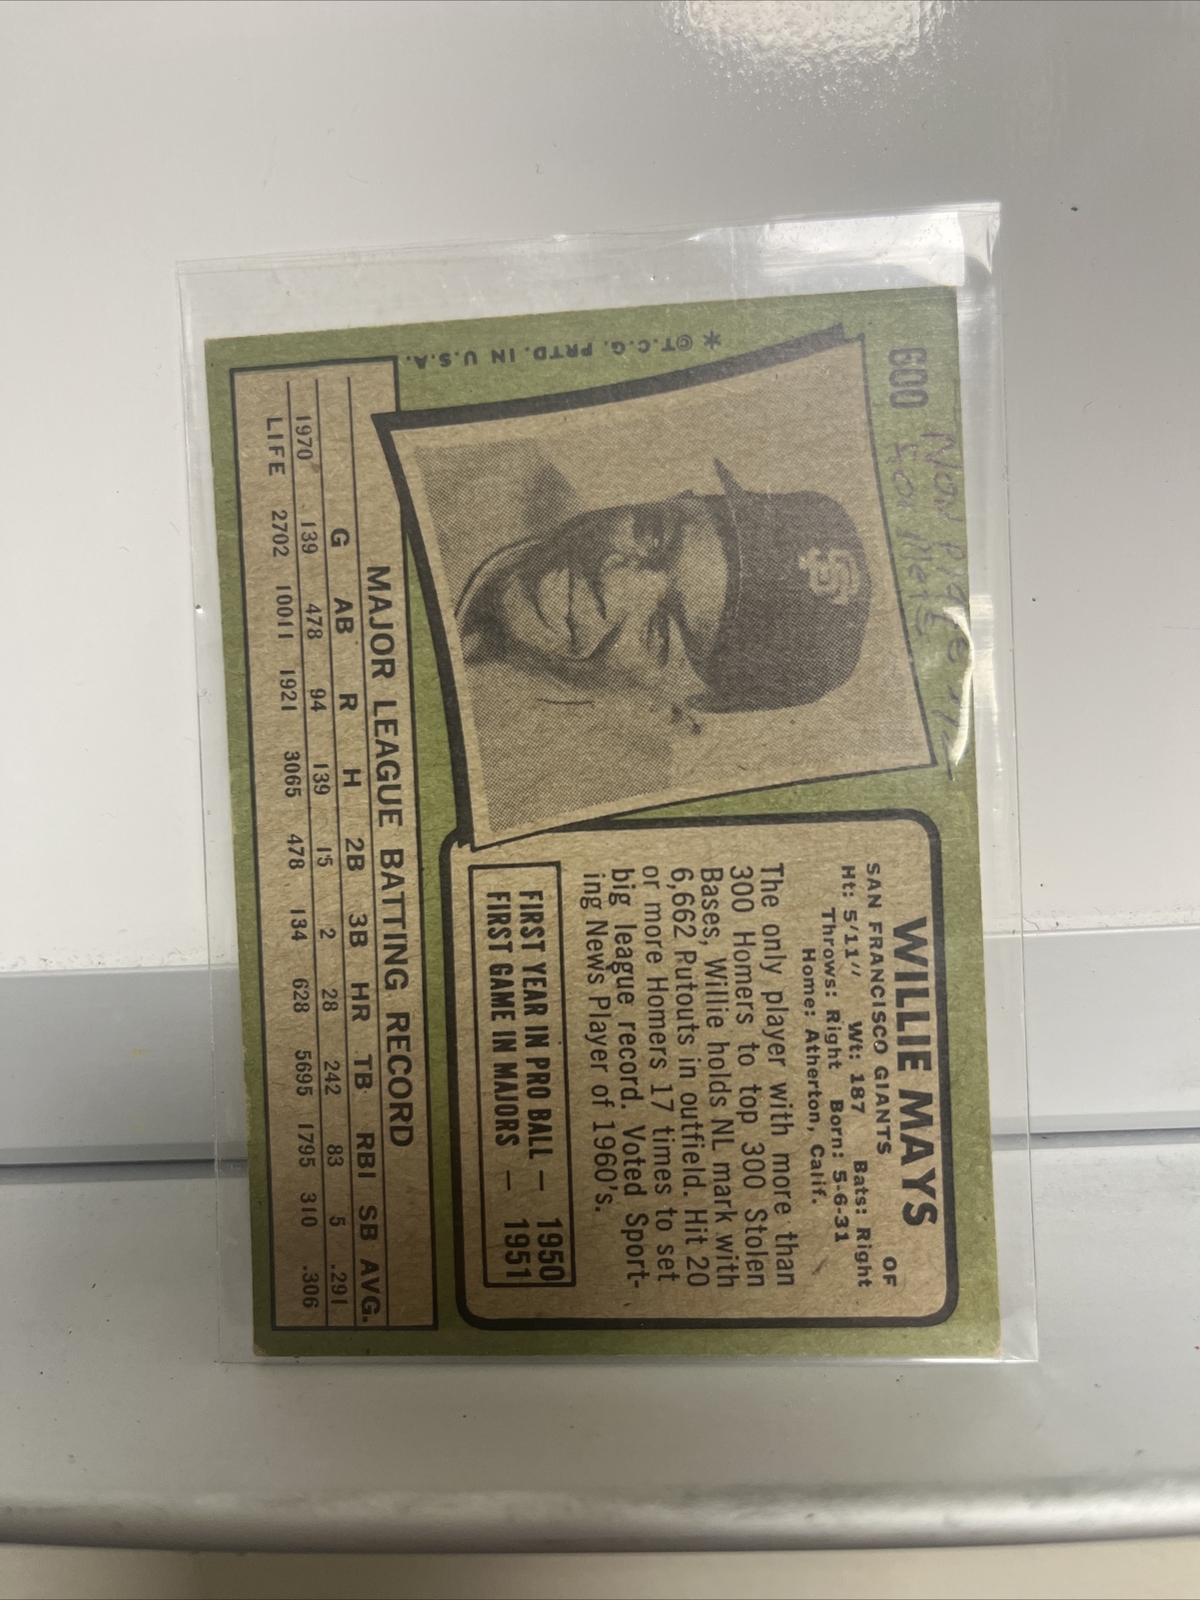 600
Now Plays
For Mets
WILLIE MAYS OF
SAN FRANCISCO GIANTS
Ht: 5'11" Wt: 187 Bats: Right
Throws: Right Born: 5-6-31
Home: Atherton, Calif.
The only player with more than
300 Homers to top 300 Stolen
Bases, Willie holds NL mark with
6,662 Putouts in outfield. Hit 20
or more Homers 17 times to set
big league record. Voted Sport-
ing News Player of 1960's.
FIRST YEAR IN PRO BALL — 1950
FIRST GAME IN MAJORS — 1951
SF
*©T.C.G. PRTD. IN U.S.A.
MAJOR LEAGUE BATTING RECORD
G AB R H 2B 3B HR TB RBI SB AVG.
1970 139 478 94 139 15 2 28 242 83 5 .291
LIFE 2702 10011 1921 3065 478 134 628 5695 1795 310 .306